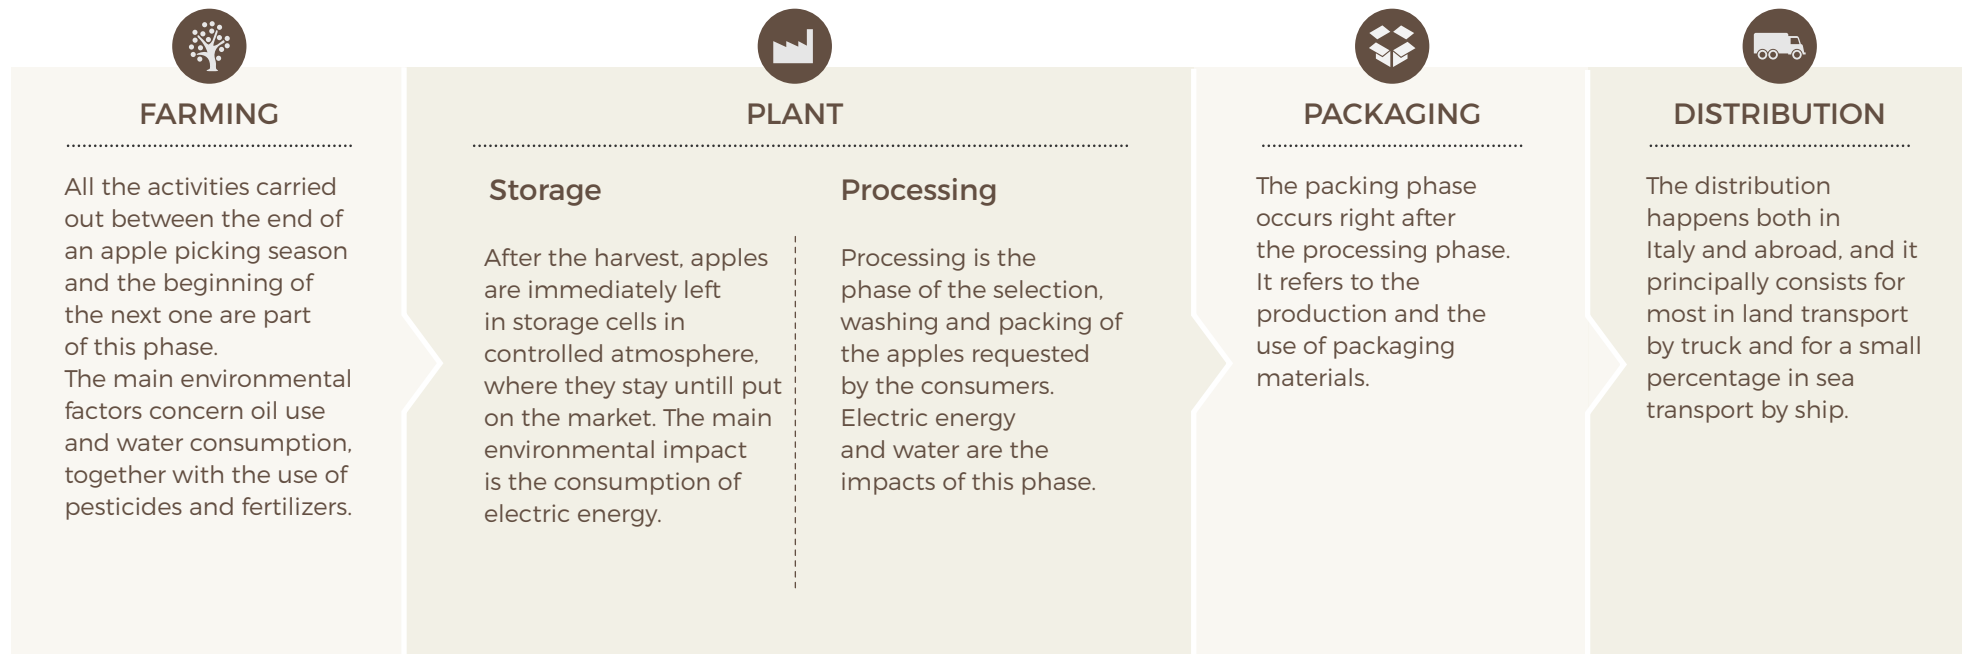 FARMING
All the activities carried
out between the end of
an apple picking season
and the beginning of
the next one are part
of this phase.
The main environmental
factors concern oil use
and water consumption,
together with the use of
pesticides and fertilizers.
PLANT
Storage
After the harvest, apples
are immediately left
in storage cells in
controlled atmosphere,
where they stay untill put
on the market. The main
environmental impact
is the consumption of
electric energy.
Processing
Processing is the
phase of the selection,
washing and packing of
the apples requested
by the consumers.
Electric energy
and water are the
impacts of this phase.
PACKAGING
The packing phase
occurs right after
the processing phase.
It refers to the
production and the
use of packaging
materials.
DISTRIBUTION
The distribution
happens both in
Italy and abroad, and it
principally consists for
most in land transport
by truck and for a small
percentage in sea
transport by ship.